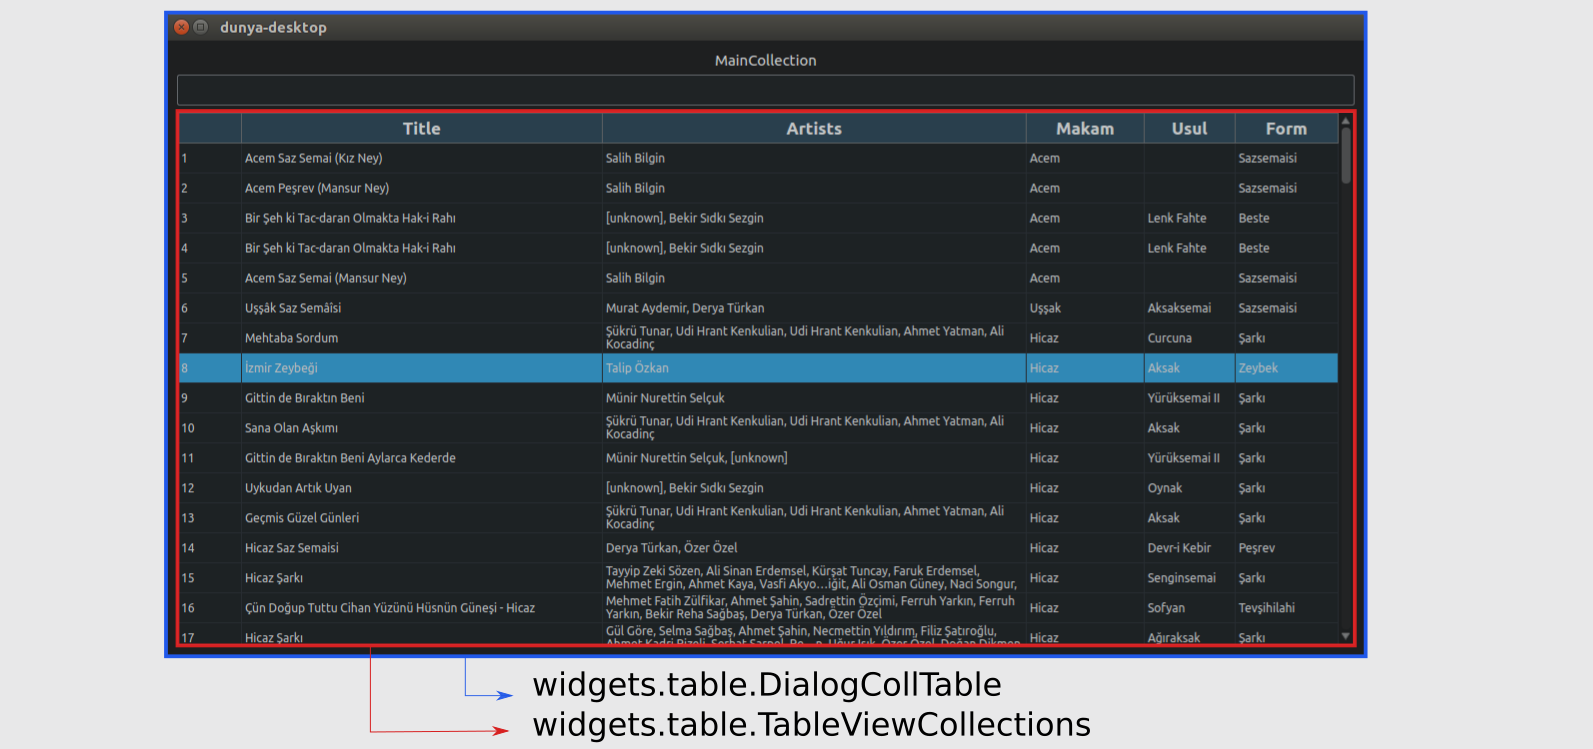 dunya-desktop
MainCollection
Title Artists Makam Usul Form
1 Acem Saz Semai (Kız Ney) Salih Bilgin Acem Sazsemaisi
2 Acem Peşrev (Mansur Ney) Salih Bilgin Acem Sazsemaisi
3 Bir Şeh ki Tac-daran Olmakta Hak-i Rahı [unknown], Bekir Sıdkı Sezgin Acem Lenk Fahte Beste
4 Bir Şeh ki Tac-daran Olmakta Hak-i Rahı [unknown], Bekir Sıdkı Sezgin Acem Lenk Fahte Beste
5 Acem Saz Semai (Mansur Ney) Salih Bilgin Acem Sazsemaisi
6 Uşşâk Saz Semâîsi Murat Aydemir, Derya Türkan Uşşak Aksaksemai Sazsemaisi
7 Mehtaba Sordum Şükrü Tunar, Udi Hrant Kenkulian, Udi Hrant Kenkulian, Ahmet Yatman, Ali
Kocadinç Hicaz Curcuna Şarkı
8 İzmir Zeybeği Talip Özkan Hicaz Aksak Zeybek
9 Gittin de Bıraktın Beni Münir Nurettin Selçuk Hicaz Yürüksemai II Şarkı
10 Sana Olan Aşkımı Şükrü Tunar, Udi Hrant Kenkulian, Udi Hrant Kenkulian, Ahmet Yatman, Ali
Kocadinç Hicaz Aksak Şarkı
11 Gittin de Bıraktın Beni Aylarca Kederde Münir Nurettin Selçuk, [unknown] Hicaz Yürüksemai II Şarkı
12 Uykudan Artık Uyan [unknown], Bekir Sıdkı Sezgin Hicaz Oynak Şarkı
13 Geçmis Güzel Günleri Şükrü Tunar, Udi Hrant Kenkulian, Udi Hrant Kenkulian, Ahmet Yatman, Ali
Kocadinç Hicaz Aksak Şarkı
14 Hicaz Saz Semaisi Derya Türkan, Özer Özel Hicaz Devr-i Kebir Peşrev
15 Hicaz Şarkı Tayyip Zeki Sözen, Ali Sinan Erdemsel, Kürşat Tuncay, Faruk Erdemsel,
Mehmet Ergin, Ahmet Kaya, Vasfi Akyo...iğit, Ali Osman Güney, Naci Songur, Hicaz Senginsemai Şarkı
16 Çün Doğup Tuttu Cihan Yüzünü Hüsnün Güneşi - Hicaz Mehmet Fatih Zülfikar, Ahmet Şahin, Sadrettin Özçimi, Ferruh Yarkın, Ferruh
Yarkın, Bekir Reha Sağbaş, Derya Türkan, Özer Özel Hicaz Sofyan Tevşihilahi
17 Hicaz Şarkı Gül Göre, Selma Sağbaş, Ahmet Şahin, Necmettin Yıldırım, Filiz Şatıroğlu,
Hicaz Ağıraksak Şarkı
widgets.table.DialogCollTable
widgets.table.TableViewCollections